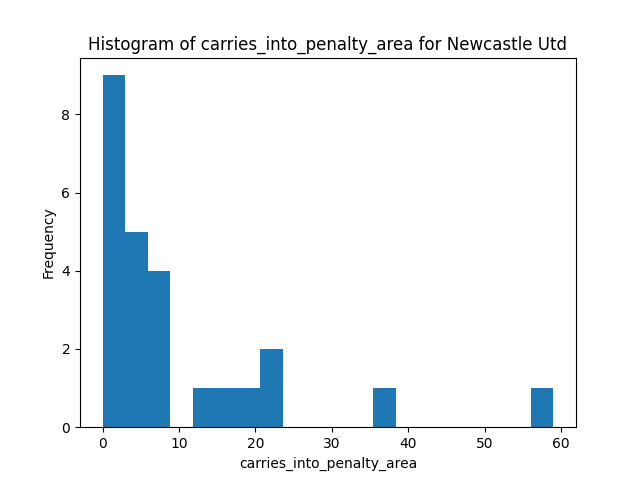 Histogram of carries_into_penalty_area for Newcastle Utd
8
6
4
2
0
Frequency
0 10 20 30 40 50 60
carries_into_penalty_area